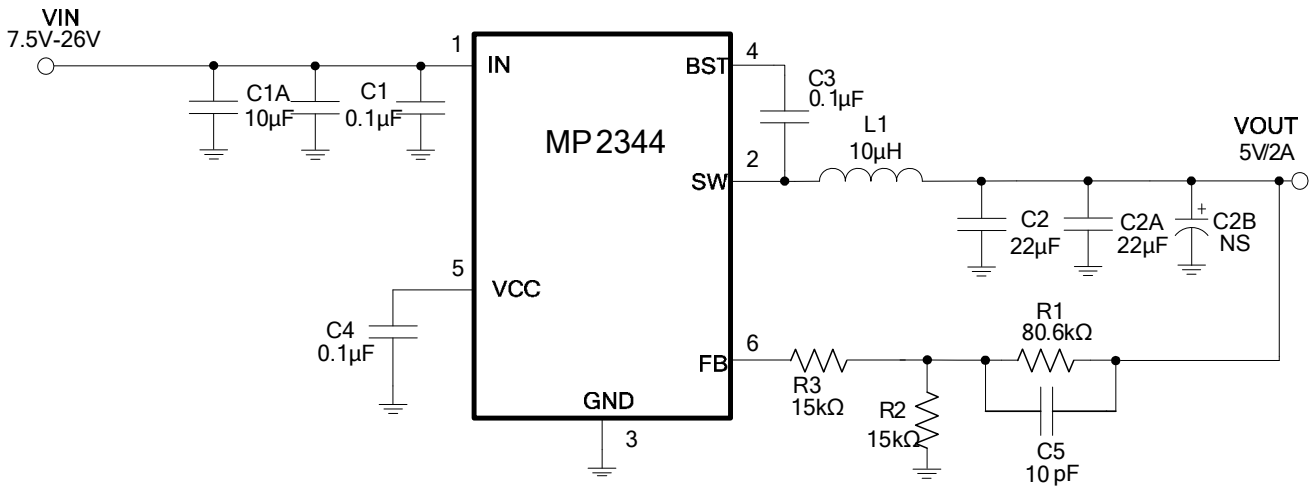 VIN
7.5V-26V
1
IN
C1A
10µF
C1
0.1µF
MP2344
BST
4
C3
0.1µF
L1
10µH
2
SW
VOUT
5V/2A
C2
22µF
C2A
22µF
+
C2B
NS
5
VCC
C4
0.1µF
GND
3
FB
6
R3
15kΩ
R2
15kΩ
R1
80.6kΩ
C5
10 pF